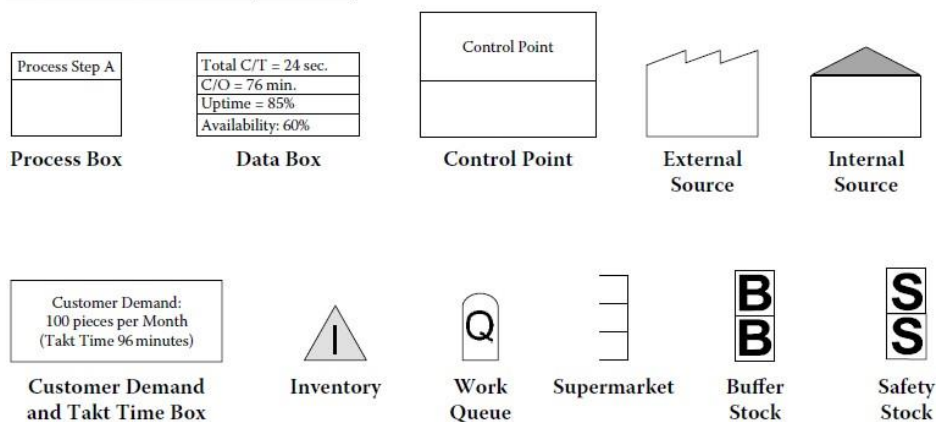 Process Step A
Total C/T = 24 sec.
C/O = 76 min.
Uptime = 85%
Availability: 60%
Control Point
Process Box
Data Box
Control Point
External
Source
Internal
Source
Customer Demand:
100 pieces per Month
(Takt Time 96 minutes)
I
Q
B
B
S
S
Customer Demand
and Takt Time Box
Inventory
Work
Queue
Supermarket
Buffer
Stock
Safety
Stock